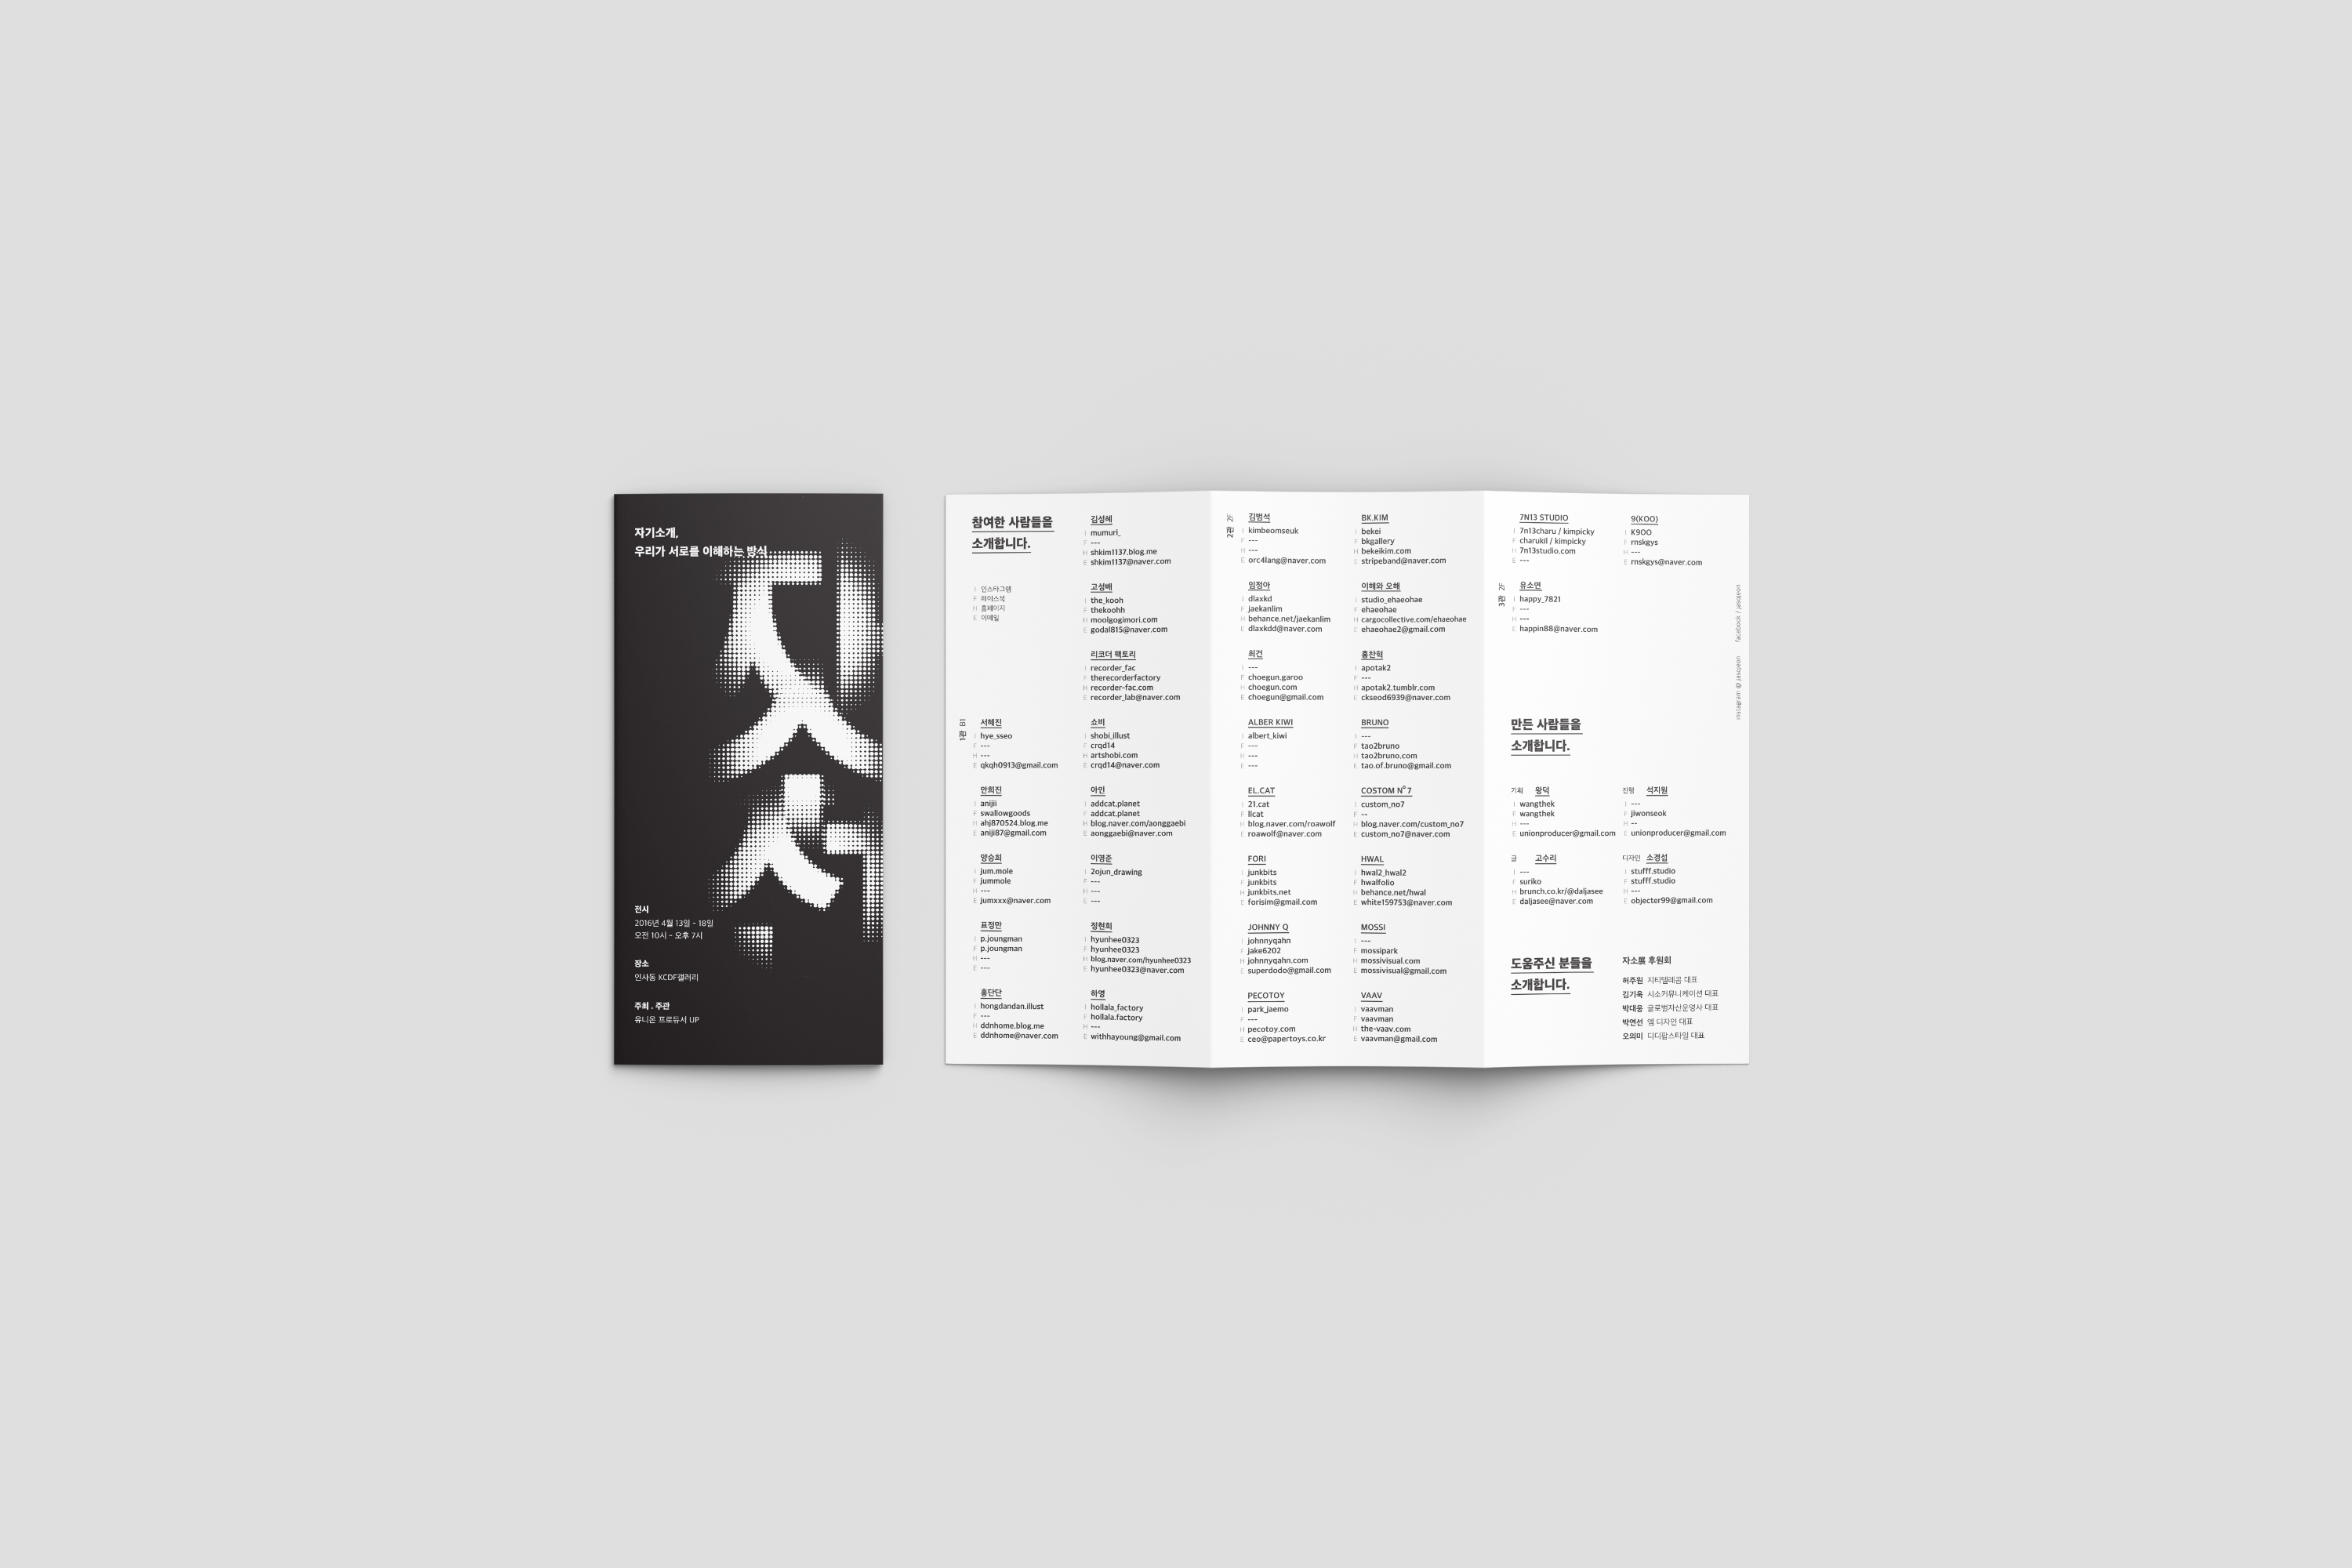 자기소개,
우리가 서로를 이해하는 방식
자소
전시
2016년 4월 13일 - 18일
오전 10시 - 오후 7시
장소
인사동 KCDF갤러리
주최 . 주관
유니온 프로듀서 UP
참여한 사람들을
소개합니다.
I 인스타그램
F 페이스북
H 홈페이지
E 이메일
김성혜
I mumuri_
F ---
H shkim1137.blog.me
E shkim1137@naver.com
고성배
I the_kooh
F thekoohh
H moolgogimori.com
E godal815@naver.com
리코더 팩토리
I recorder_fac
F therecorderfactory
H recorder-fac.com
E recorder_lab@naver.com
1관 B1
서혜진
I hye_sseo
F ---
H ---
E qkqh0913@gmail.com
쇼비
I shobi_illust
F crqd14
H artshobi.com
E crqd14@naver.com
안희진
I anijii
F swallowgoods
H ahj870524.blog.me
E aniji87@gmail.com
아인
I addcat.planet
F addcat.planet
H blog.naver.com/aonggaebi
E aonggaebi@naver.com
양승희
I jum.mole
F jummole
H ---
E jumxxx@naver.com
이영준
I 2ojun_drawing
F ---
H ---
E ---
표정만
I p.joungman
F p.joungman
H ---
E ---
정현희
I hyunhee0323
F hyunhee0323
H blog.naver.com/hyunhee0323
E hyunhee0323@naver.com
홍단단
I hongdandan.illust
F ---
H ddnhome.blog.me
E ddnhome@naver.com
하영
I hollala_factory
F hollala.factory
H ---
E withhayoung@gmail.com
2관 2F
김범석
I kimbeomseuk
F ---
H ---
E orc4lang@naver.com
BK.KIM
I bekei
F bkgallery
H bekeikim.com
E stripeband@naver.com
임정아
I dlaxkd
F jaekanlim
H behance.net/jaekanlim
E dlaxkdd@naver.com
이해와 오해
I studio_ehaeohae
F ehaeohae
H cargocollective.com/ehaeohae
E ehaeohae2@gmail.com
최건
I ---
F choegun.garoo
H choegun.com
E choegun@gmail.com
홍찬혁
I apotak2
F ---
H apotak2.tumblr.com
E ckseod6939@naver.com
ALBER KIWI
I albert_kiwi
F ---
H ---
E ---
BRUNO
I ---
F tao2bruno
H tao2bruno.com
E tao.of.bruno@gmail.com
EL.CAT
I 21.cat
F llcat
H blog.naver.com/roawolf
E roawolf@naver.com
COSTOM Nº7
I custom_no7
F --
H blog.naver.com/custom_no7
E custom_no7@naver.com
FORI
I junkbits
F junkbits
H junkbits.net
E forisim@gmail.com
HWAL
I hwal2_hwal2
F hwalfolio
H behance.net/hwal
E white159753@naver.com
JOHNNY Q
I johnnyqahn
F jake6202
H johnnyqahn.com
E superdodo@gmail.com
MOSSI
I ---
F mossipark
H mossivisual.com
E mossivisual@gmail.com
PECOTOY
I park_jaemo
F ---
H pecotoy.com
E ceo@papertoys.co.kr
VAAV
I vaavman
F vaavman
H the-vaav.com
E vaavman@gmail.com
7N13 STUDIO
I 7n13charu / kimpicky
F charukil / kimpicky
H 7n13studio.com
E ---
9(KOO)
I K9OO
F rnskgys
H ---
E rnskgys@naver.com
3관 2F
유소연
I happy_7821
F ---
H ---
E happin88@naver.com
만든 사람들을
소개합니다.
기획 왕덕
I wangthek
F wangthek
H ---
E unionproducer@gmail.com
진행 석지원
I ---
F jiwonseok
H --
E unionproducer@gmail.com
글 고수리
I ---
F suriko
H brunch.co.kr/@daljasee
E daljasee@naver.com
디자인 소경섭
I stufff.studio
F stufff.studio
H ---
E objecter99@gmail.com
도움주신 분들을
소개합니다.
자소展 후원회
허주원 지티텔레콤 대표
김기욱 시소커뮤니케이션 대표
박대웅 글로벌자산운영사 대표
박연선 엠 디자인 대표
오의미 디디랍스타일 대표
instagram @ jasojeon facebook / jasojeon